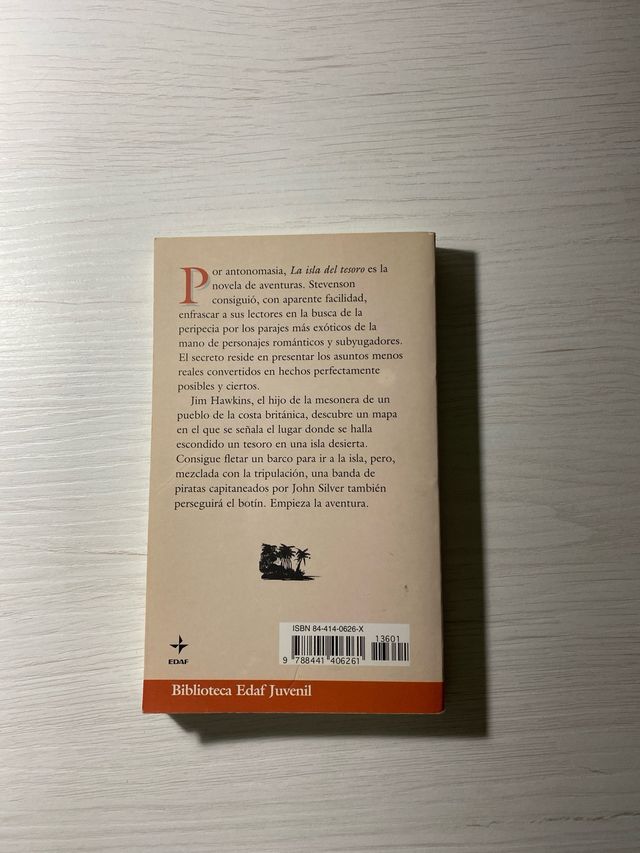 Por antonomasia, La isla del tesoro es la
novela de aventuras. Stevenson
consiguió, con aparente facilidad,
enfrascar a sus lectores en la busca de la
peripecia por los parajes más exóticos de la
mano de personajes románticos y subyugadores.
El secreto reside en presentar los asuntos menos
reales convertidos en hechos perfectamente
posibles y ciertos.
Jim Hawkins, el hijo de la mesonera de un
pueblo de la costa británica, descubre un mapa
en el que se señala el lugar donde se halla
escondido un tesoro en una isla desierta.
Consigue fletar un barco para ir a la isla, pero,
mezclada con la tripulación, una banda de
piratas capitaneados por John Silver también
perseguirá el botín. Empieza la aventura.
ISBN 84-414-0626-X
13601
9 788441 406261
EDAF
Biblioteca Edaf Juvenil